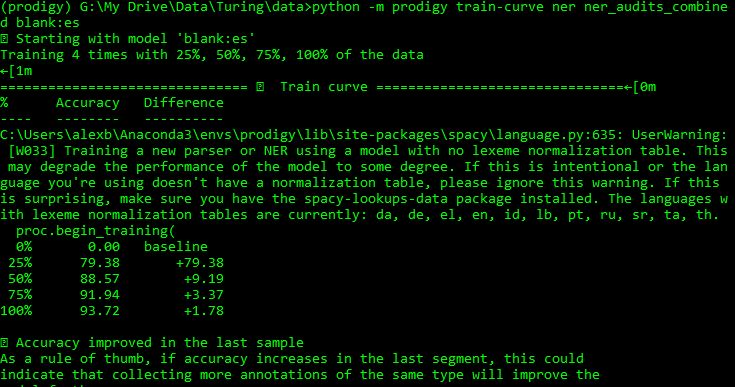 (prodigy) G:\My Drive\Data\Turing\data>python -m prodigy train-curve ner ner_audits_combine
d blank:es
Starting with model 'blank:es'
Training 4 times with 25%, 50%, 75%, 100% of the data
←[1m
============================== Train curve ===============================←[0m
% Accuracy Difference
---- -------- ----------
C:\Users\alexb\Anaconda3\envs\prodigy\lib\site-packages\spacy\language.py:635: UserWarning:
[W033] Training a new parser or NER using a model with no lexeme normalization table. This
may degrade the performance of the model to some degree. If this is intentional or the lan
guage you're using doesn't have a normalization table, please ignore this warning. If this
is surprising, make sure you have the spacy-lookups-data package installed. The languages w
ith lexeme normalization tables are currently: da, de, el, en, id, lb, pt, ru, sr, ta, th.
proc.begin_training(
0% 0.00 baseline
25% 79.38 +79.38
50% 88.57 +9.19
75% 91.94 +3.37
100% 93.72 +1.78
Accuracy improved in the last sample
As a rule of thumb, if accuracy increases in the last segment, this could
indicate that collecting more annotations of the same type will improve the